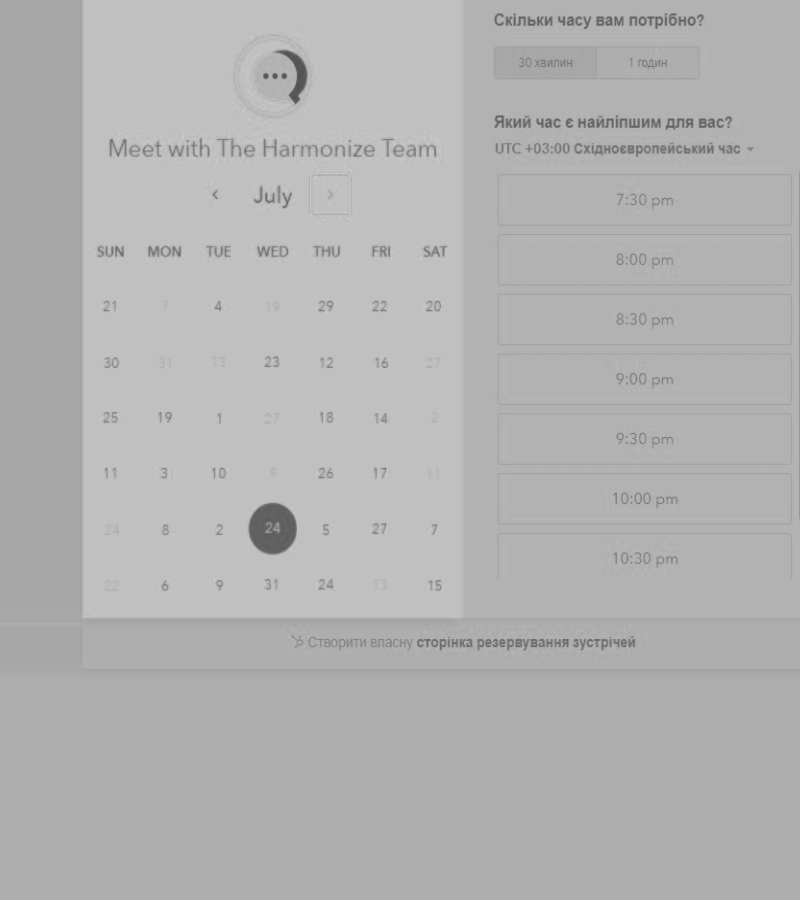 Meet with The Harmonize Team
July
SUN MON TUE WED THU FRI SAT
21 7 4 19 29 22 20
30 31 13 23 12 16 27
25 19 1 27 18 14 2
11 3 10 9 26 17 11
24 8 2 24 5 27 7
22 6 9 31 24 13 15
Скільки часу вам потрібно?
30 хвилин 1 годин
Який час є найліпшим для вас?
UTC +03:00 Східноєвропейський час
7:30 pm
8:00 pm
8:30 pm
9:00 pm
9:30 pm
10:00 pm
10:30 pm
Створити власну сторінка резервування зустрічей